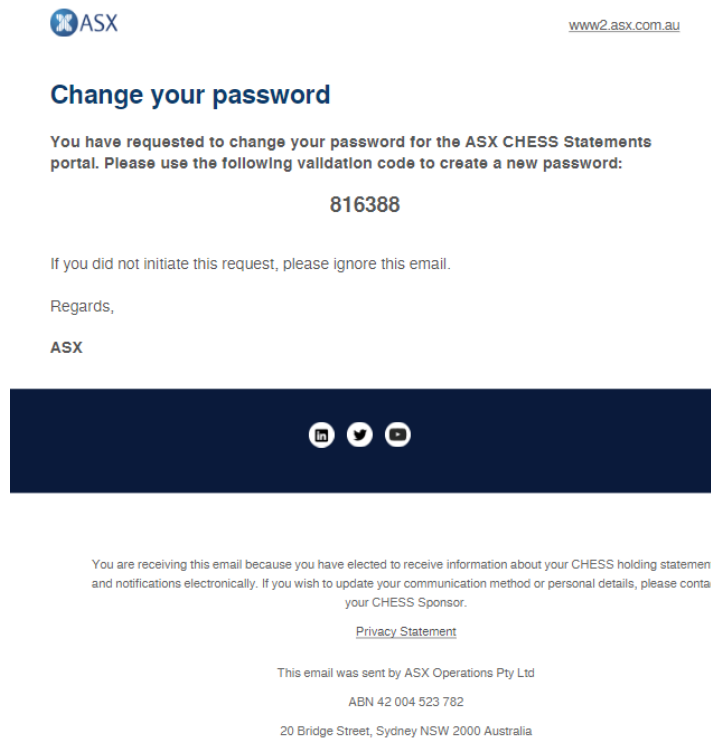 ASX
www2.asx.com.au
Change your password
You have requested to change your password for the ASX CHESS Statements
portal. Please use the following validation code to create a new password:
816388
If you did not initiate this request, please ignore this email.
Regards,
ASX
in
You are receiving this email because you have elected to receive information about your CHESS holding statemen
and notifications electronically. If you wish to update your communication method or personal details, please conta
your CHESS Sponsor.
Privacy Statement
This email was sent by ASX Operations Pty Ltd
ABN 42 004 523 782
20 Bridge Street, Sydney NSW 2000 Australia